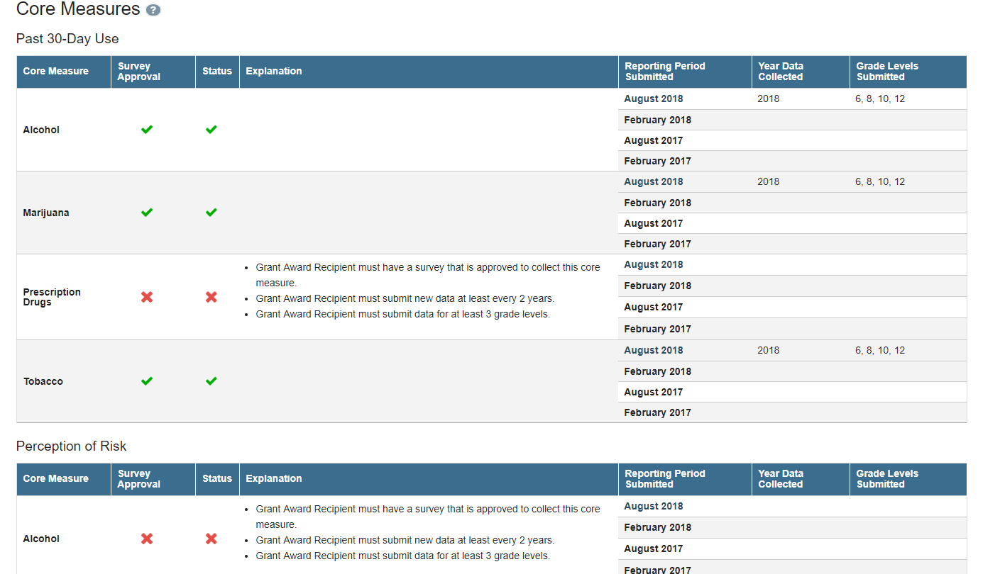 Core Measures ?
Past 30-Day Use
Core Measure Survey Approval Status Explanation Reporting Period Submitted Year Data Collected Grade Levels Submitted
Alcohol
August 2018 2018 6, 8, 10, 12
February 2018
August 2017
February 2017
Marijuana
August 2018 2018 6, 8, 10, 12
February 2018
August 2017
February 2017
Prescription
Drugs
• Grant Award Recipient must have a survey that is approved to collect this core
measure.
• Grant Award Recipient must submit new data at least every 2 years.
• Grant Award Recipient must submit data for at least 3 grade levels.
August 2018
February 2018
August 2017
February 2017
Tobacco
August 2018 2018 6, 8, 10, 12
February 2018
August 2017
February 2017
Perception of Risk
Core Measure Survey Approval Status Explanation Reporting Period Submitted Year Data Collected Grade Levels Submitted
Alcohol
• Grant Award Recipient must have a survey that is approved to collect this core
measure.
• Grant Award Recipient must submit new data at least every 2 years.
• Grant Award Recipient must submit data for at least 3 grade levels.
August 2018
February 2018
August 2017
February 2017